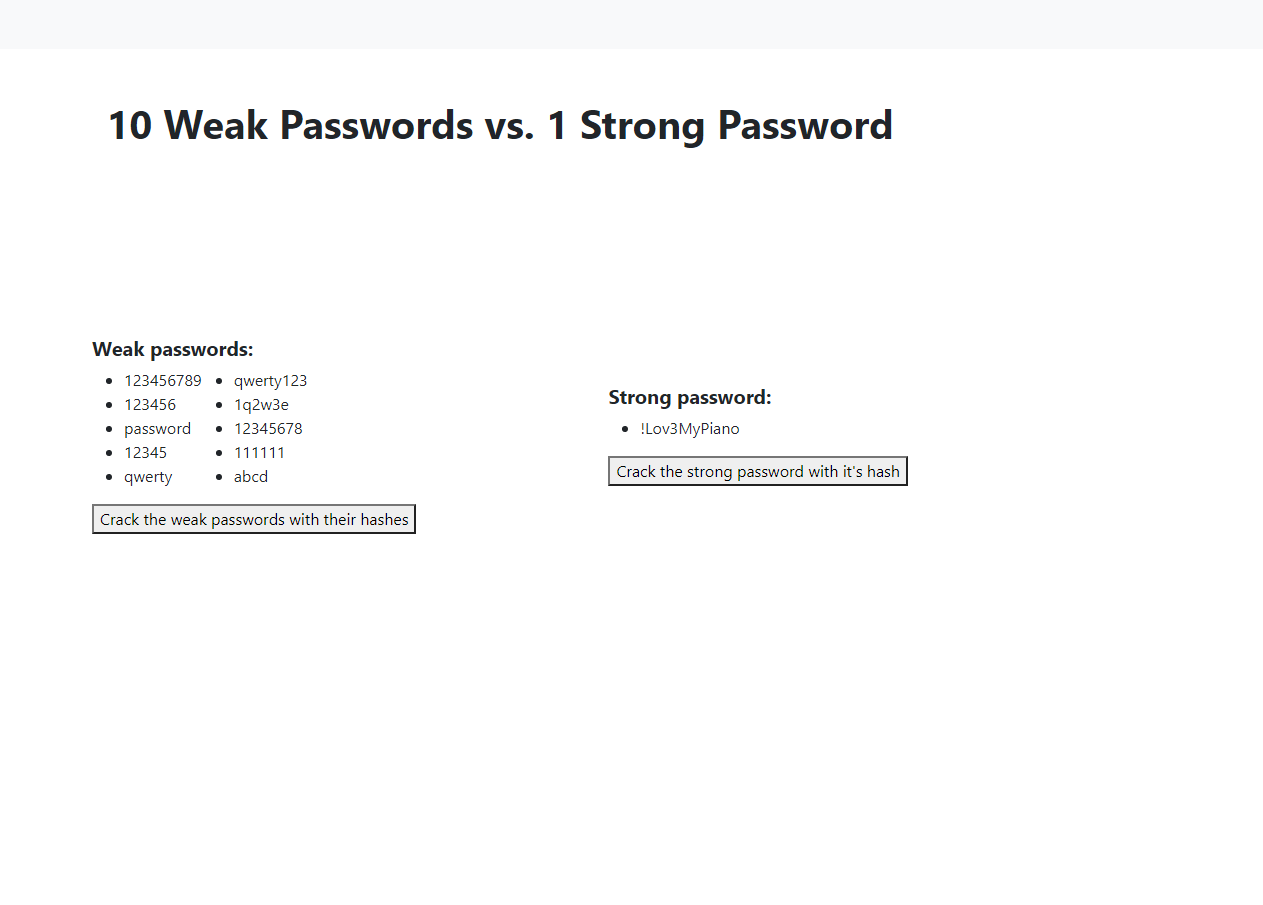 10 Weak Passwords vs. 1 Strong Password
Weak passwords:
123456789
123456
password
12345
qwerty
qwerty123
1q2w3e
12345678
111111
abcd
Crack the weak passwords with their hashes
Strong password:
!Lov3MyPiano
Crack the strong password with it's hash